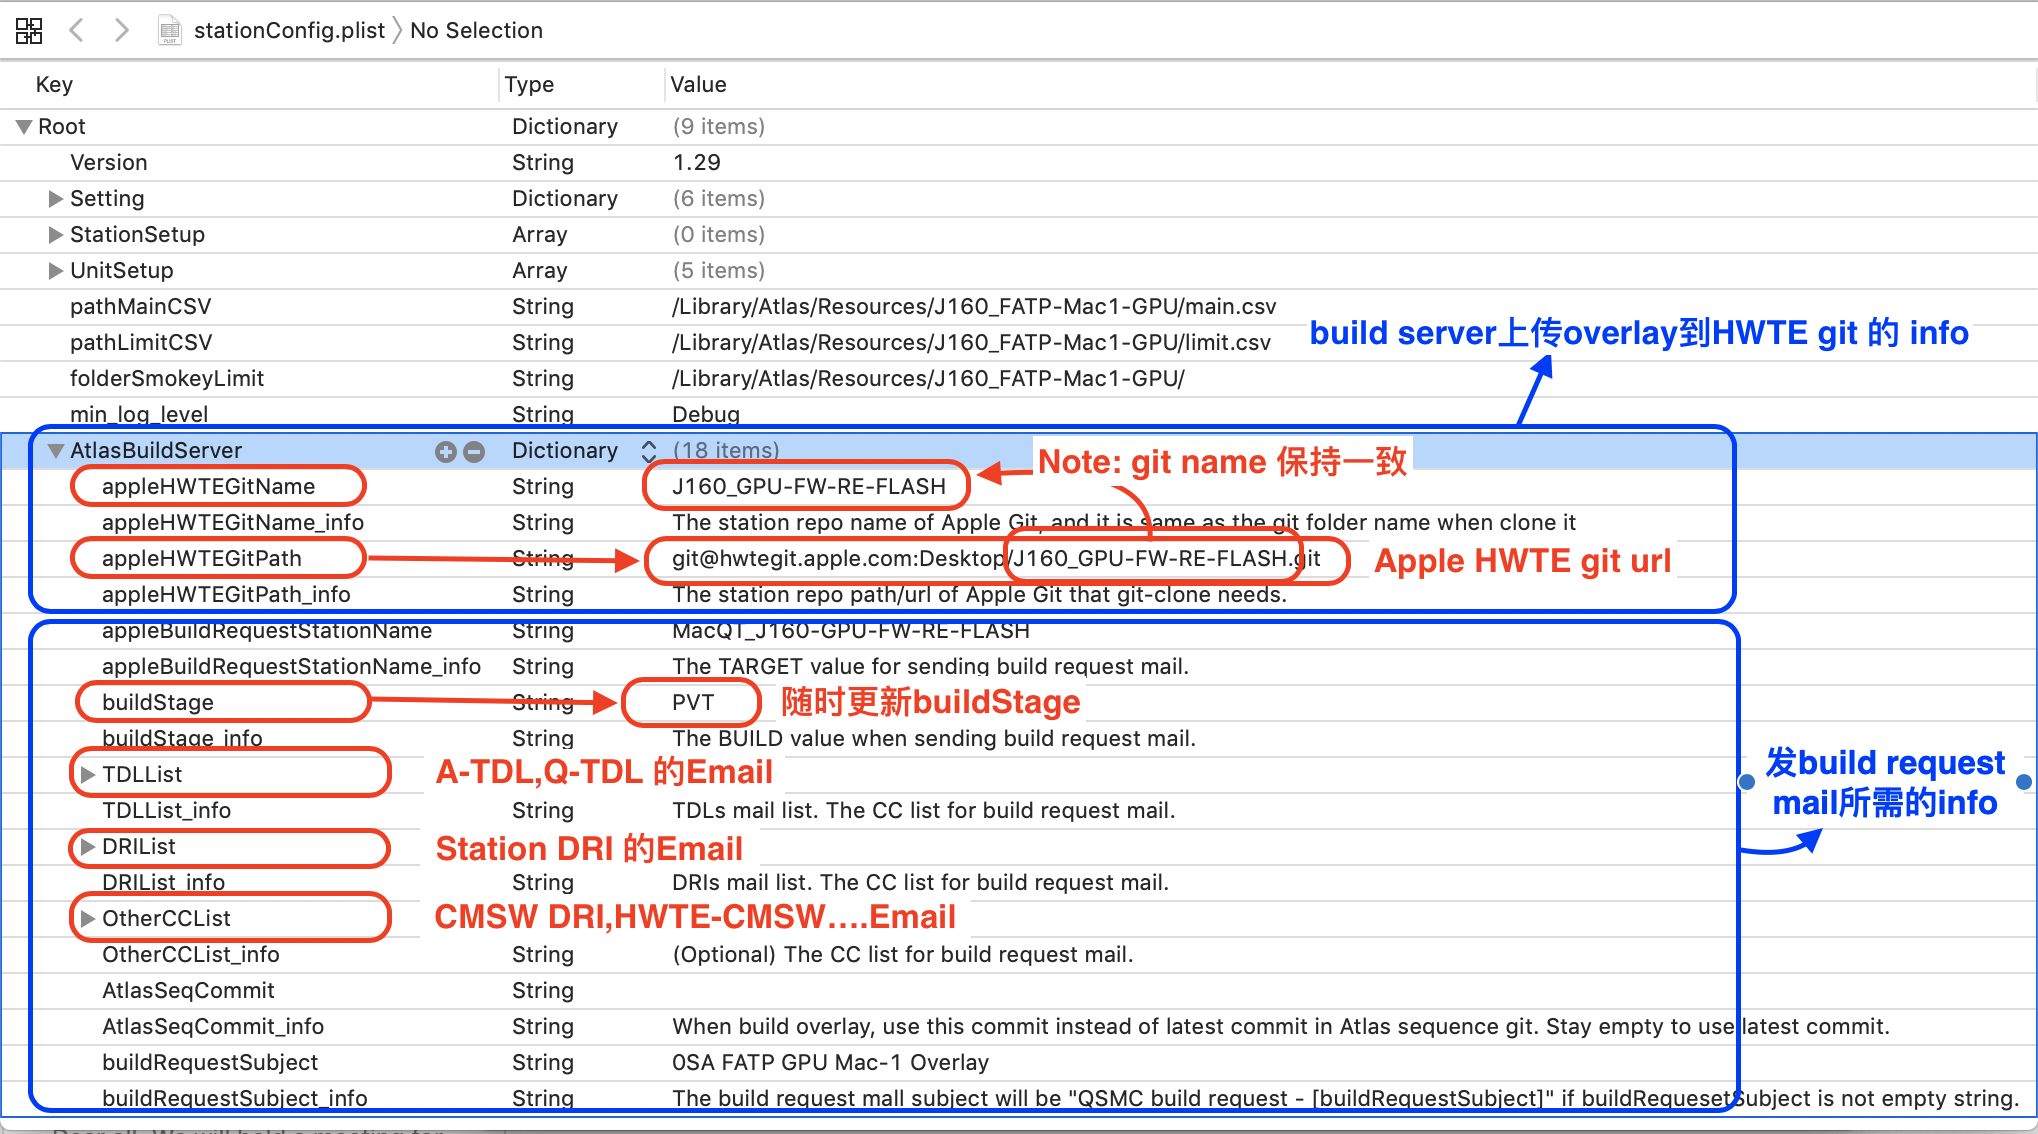 stationConfig.plist 〉 No Selection
Key Type Value
Root Dictionary (9 items)
Version String 1.29
Setting Dictionary (6 items)
StationSetup Array (0 items)
UnitSetup Array (5 items)
pathMainCSV String /Library/Atlas/Resources/J160_FATP-Mac1-GPU/main.csv
pathLimitCSV String /Library/Atlas/Resources/J160_FATP-Mac1-GPU/limit.csv
build server上传overlay到HWTE git 的 info
folderSmokeyLimit String /Library/Atlas/Resources/J160_FATP-Mac1-GPU/
min_log_level String Debug
AtlasBuildServer Dictionary (18 items)
Note: git name 保持一致
appleHWTEGitName String J160_GPU-FW-RE-FLASH
appleHWTEGitName_info String The station repo name of Apple Git, and it is same as the git folder name when clone it
appleHWTEGitPath String git@hwtegit.apple.com:Desktop/J160_GPU-FW-RE-FLASH.git Apple HWTE git url
appleHWTEGitPath_info String The station repo path/url of Apple Git that git-clone needs.
appleBuildRequestStationName String MacQT_J160-GPU-FW-RE-FLASH
appleBuildRequestStationName_info String The TARGET value for sending build request mail.
buildStage String PVT 随时更新buildStage
buildStage_info String The BUILD value when sending build request mail.
TDLList A-TDL,Q-TDL 的Email
发build request
mail所需的info
TDLList_info String TDLs mail list. The CC list for build request mail.
DRIList Station DRI 的Email
DRIList_info String DRIs mail list. The CC list for build request mail.
OtherCCList CMSW DRI,HWTE-CMSW....Email
OtherCCList_info String (Optional) The CC list for build request mail.
AtlasSeqCommit String
AtlasSeqCommit_info String When build overlay, use this commit instead of latest commit in Atlas sequence git. Stay empty to use latest commit.
buildRequestSubject String 0SA FATP GPU Mac-1 Overlay
buildRequestSubject_info String The build request mall subject will be "QSMC build request - [buildRequestSubject]" if buildRequesetSubject is not empty string.